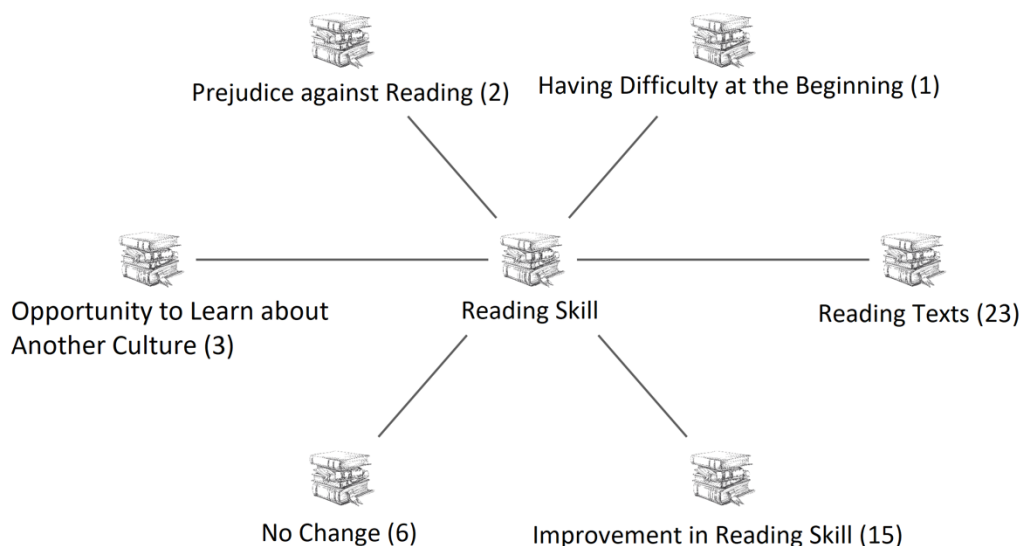 Prejudice against Reading (2)
Having Difficulty at the Beginning (1)
Opportunity to Learn about
Another Culture (3)
Reading Skill
Reading Texts (23)
No Change (6)
Improvement in Reading Skill (15)